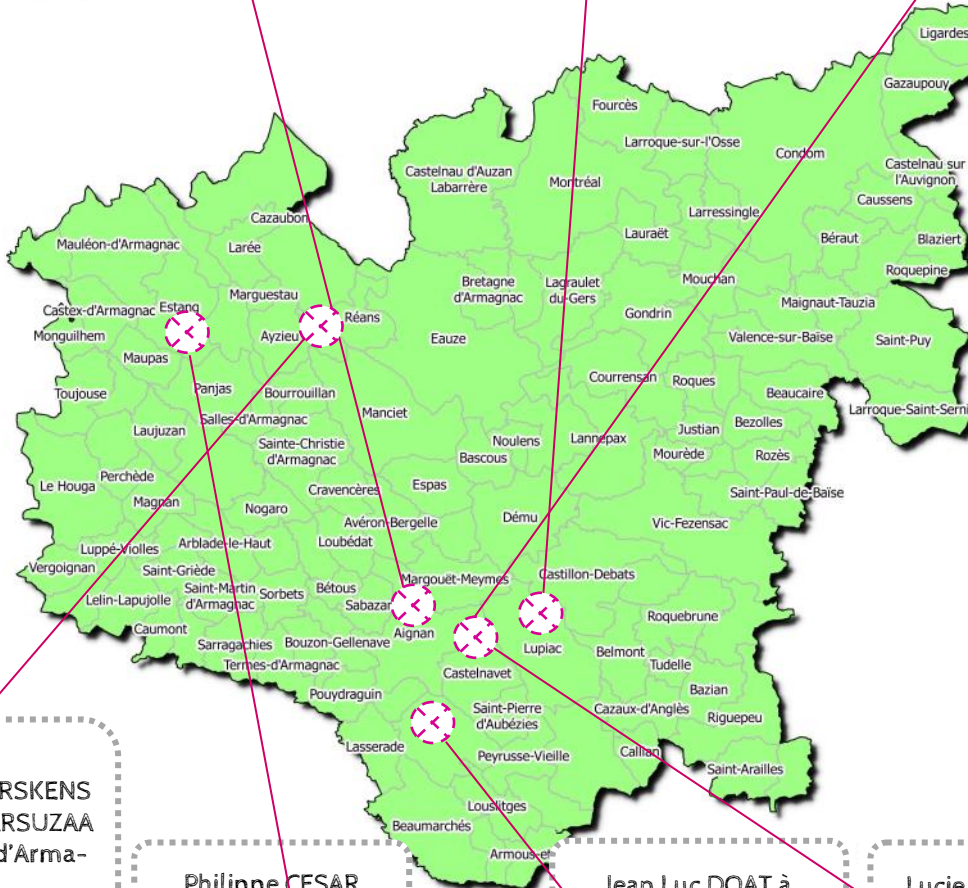 Ligardes
Gazaupouy
Fourcès
Larroque-sur-l'Osse
Condom
Castelnau d'Auzan
Labarrère
Montréal
Castelnau sur
l'Auvignon
Caussens
Larressingle
Cazaubon
Mauléon-d'Armagnac
Larée
Lauraët
Béraut
Blaziert
Roquepine
Bretagne
d'Armagnac
Lagraulet
du-Gers
Mouchan
Marguestau
Maignaut-Tauzia
Castex-d'Armagnac
Estang
Réans
Gondrin
Monguilhem
Ayzieu
Eauze
Valence-sur-Baïse
Saint-Puy
Maupas
Courrensan
Roques
Toujouse
Panjas
Bourrouillan
Beaucaire
Manciet
Larroque-Saint-Serni
Salles-d'Armagnac
Laujuzan
Justian
Bezolles
Sainte-Christie
d'Armagnac
Noulens
Lannepax
Bascous
Mourède
Rozès
Perchède
Le Houga
Espas
Cravencères
Saint-Paul-de-Baïse
Magnan
Nogaro
Avéron-Bergelle
Dému
Vic-Fezensac
Luppé-Violles
Arblade-le-Haut
Loubédat
Vergoignan
Saint-Griède
Margouët-Meymes
Castillon-Debats
Saint-Martin
d'Armagnac
Sorbets
Bétous
Lelin-Lapujolle
Sabazan
Roquebrune
Caumont
Aignan
Sarragachies
Bouzon-Gellenave
Lupiac
Belmont
Termes-d'Armagnac
Tudelle
Castelnavet
Pouydraguin
Bazian
Saint-Pierre
d'Aubézies
Cazaux-d'Anglès
Riguepeu
Lasserade
Peyrusse-Vieille
Callian
Saint-Arailles
Louslitges
Beaumarchés
Armous-et
RSKENS
RSUZAA
d'Arma-
Philippe CESAR
Jean Luc DOAT à
Lucie